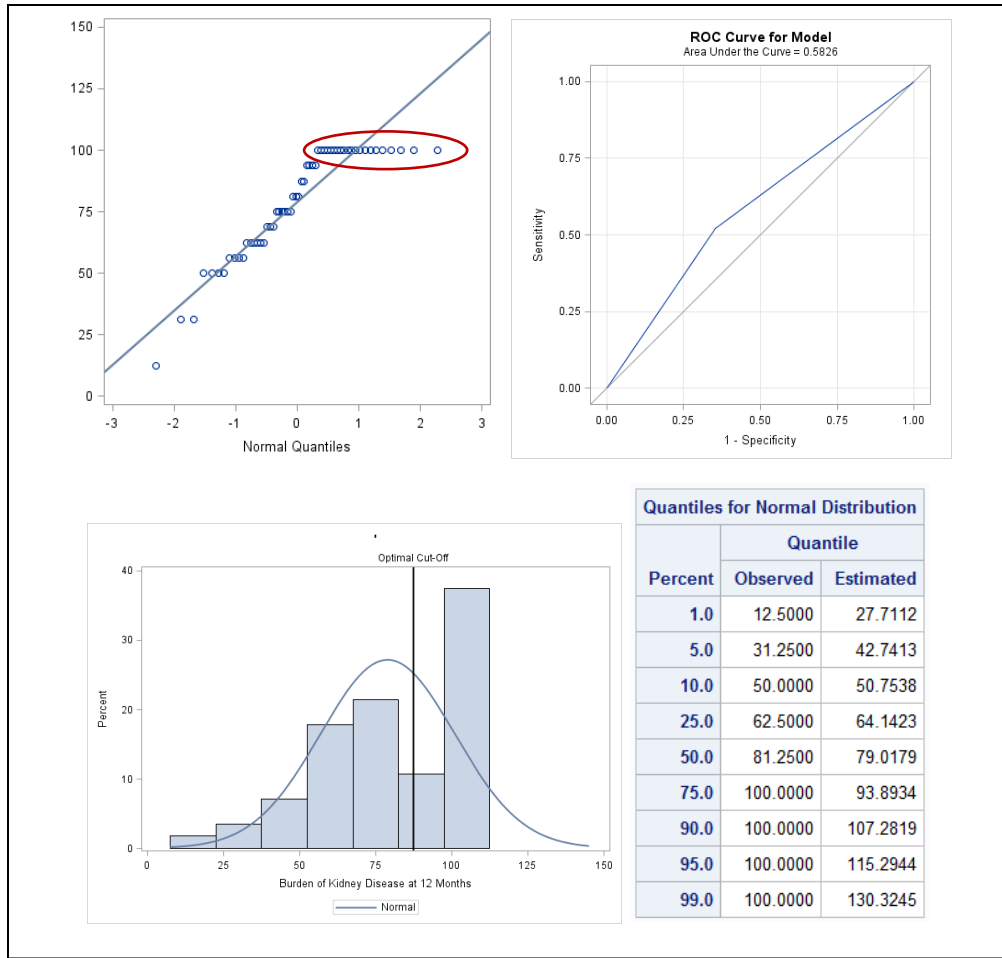 150
125
100
75
50
25
0
-3 -2 -1 0 1 2 3
Normal Quantiles
ROC Curve for Model
Area Under the Curve = 0.5826
1.00
0.75
0.50
0.25
0.00
Sensitivity
0.00 0.25 0.50 0.75 1.00
1 - Specificity
Optimal Cut-Off
40
30
20
10
0
Percent
0 25 50 75 100 125 150
Burden of Kidney Disease at 12 Months
Normal
Quantiles for Normal Distribution
Quantile
Percent Observed Estimated
1.0 12.5000 27.7112
5.0 31.2500 42.7413
10.0 50.0000 50.7538
25.0 62.5000 64.1423
50.0 81.2500 79.0179
75.0 100.0000 93.8934
90.0 100.0000 107.2819
95.0 100.0000 115.2944
99.0 100.0000 130.3245